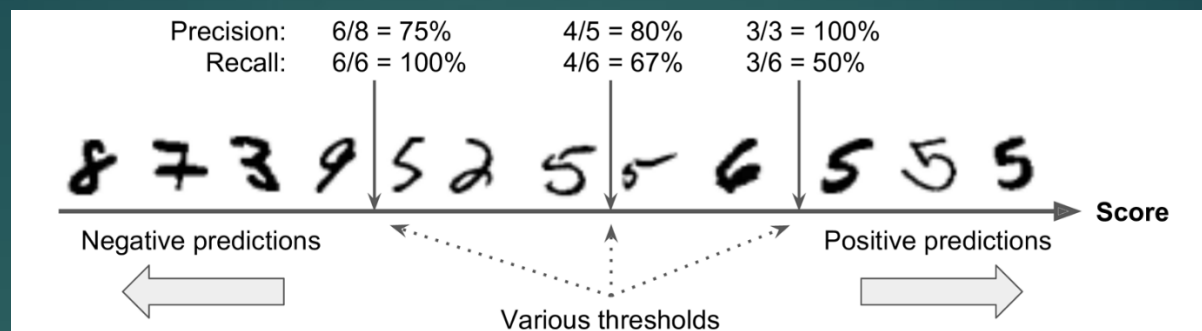 Precision: 6/8 = 75% 4/5 = 80% 3/3 = 100%
Recall: 6/6 = 100% 4/6 = 67% 3/6 = 50%
8 7 3 9 5 2 5 5 6 5 5 5
Score
Negative predictions Positive predictions
Various thresholds